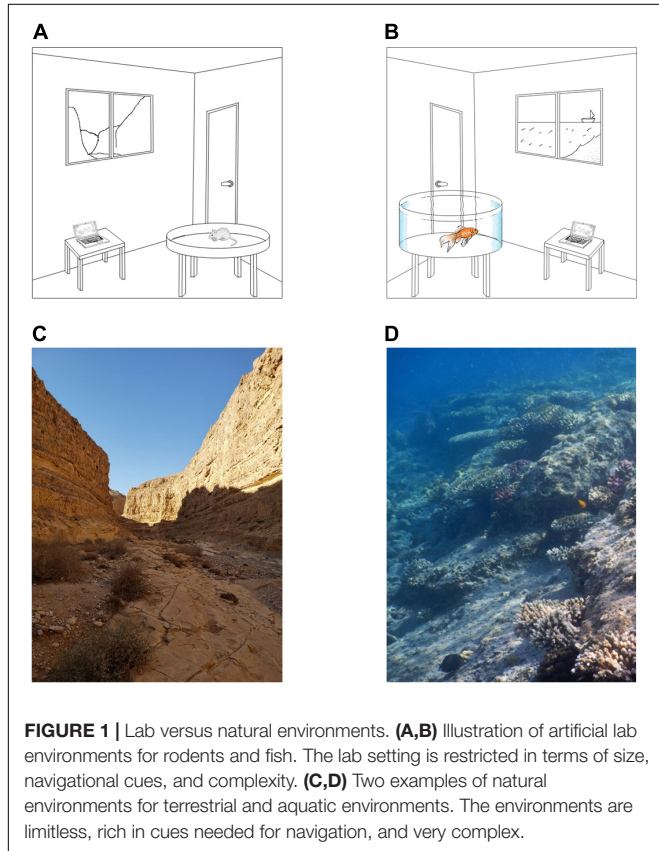 A
B
C
D
FIGURE 1 | Lab versus natural environments. (A,B) Illustration of artificial lab
environments for rodents and fish. The lab setting is restricted in terms of size,
navigational cues, and complexity. (C,D) Two examples of natural
environments for terrestrial and aquatic environments. The environments are
limitless, rich in cues needed for navigation, and very complex.